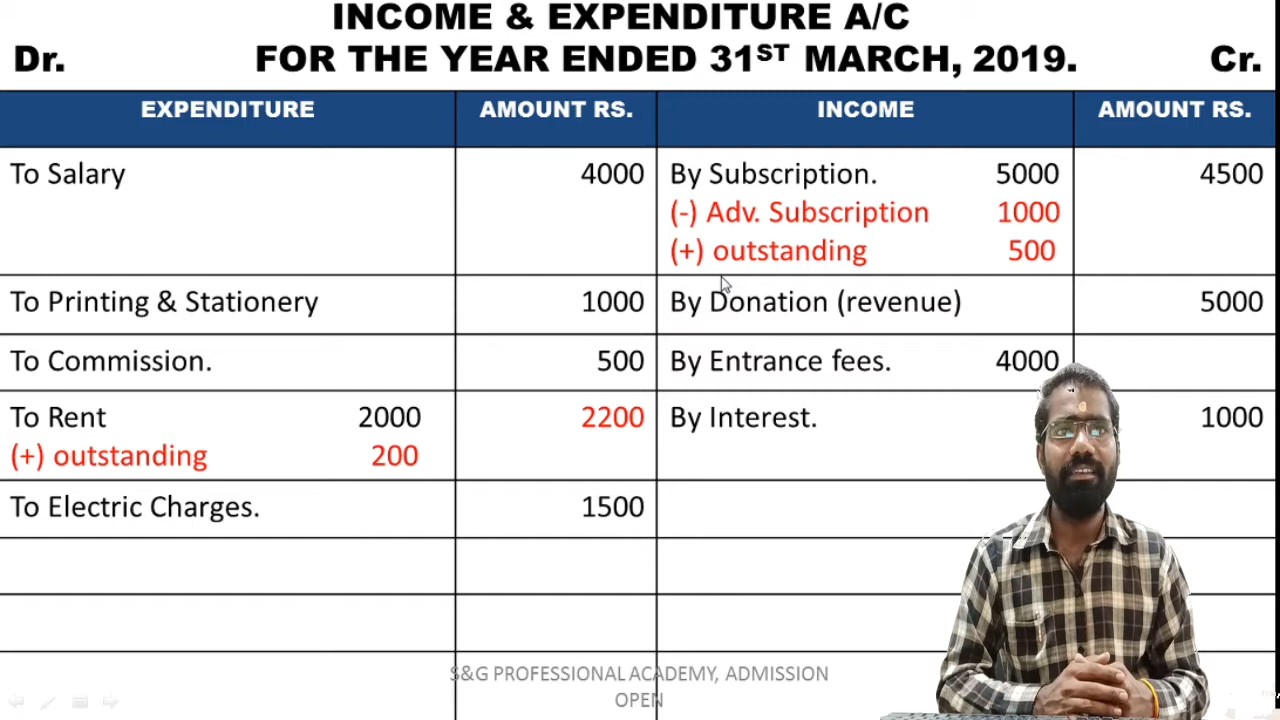 INCOME & EXPENDITURE A/C
Dr. FOR THE YEAR ENDED 31ST MARCH, 2019. Cr.
EXPENDITURE AMOUNT RS. INCOME AMOUNT RS.
To Salary 4000 By Subscription. 5000 4500
(-) Adv. Subscription 1000
(+) outstanding 500
To Printing & Stationery 1000 By Donation (revenue) 5000
To Commission. 500 By Entrance fees. 4000
To Rent 2000 2200 By Interest. 1000
(+) outstanding 200
To Electric Charges. 1500
S&G PROFESSIONAL ACADEMY, ADMISSION
OPEN